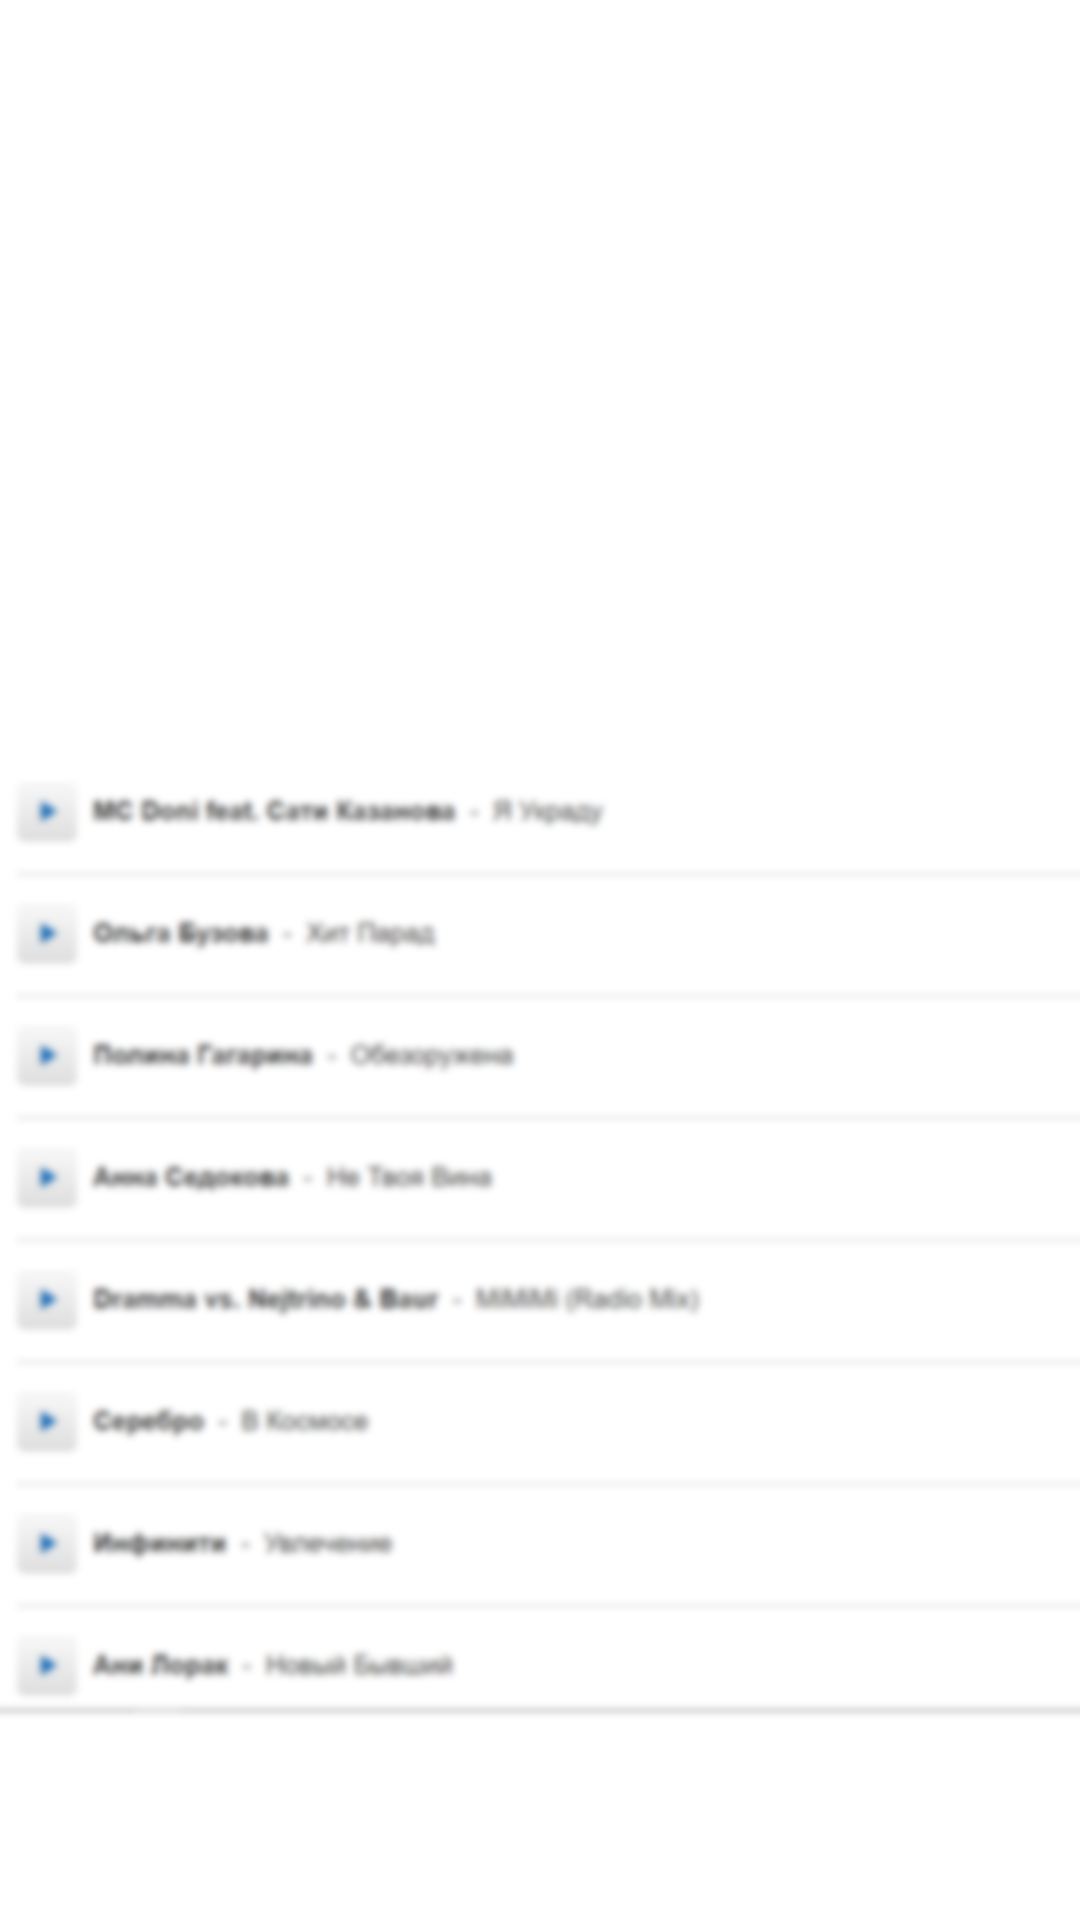 MC Doni feat. Сати Казанова - Я Украду
Ольга Бузова - Хит Парад
Полина Гагарина - Обезоружена
Анна Седокова - Не Твоя Вина
Dramma vs. Nejtrino & Baur - MiMiMi (Radio Mix)
Серебро - В Космосе
Инфинити - Увлечение
Ани Лорак - Новый Бывший